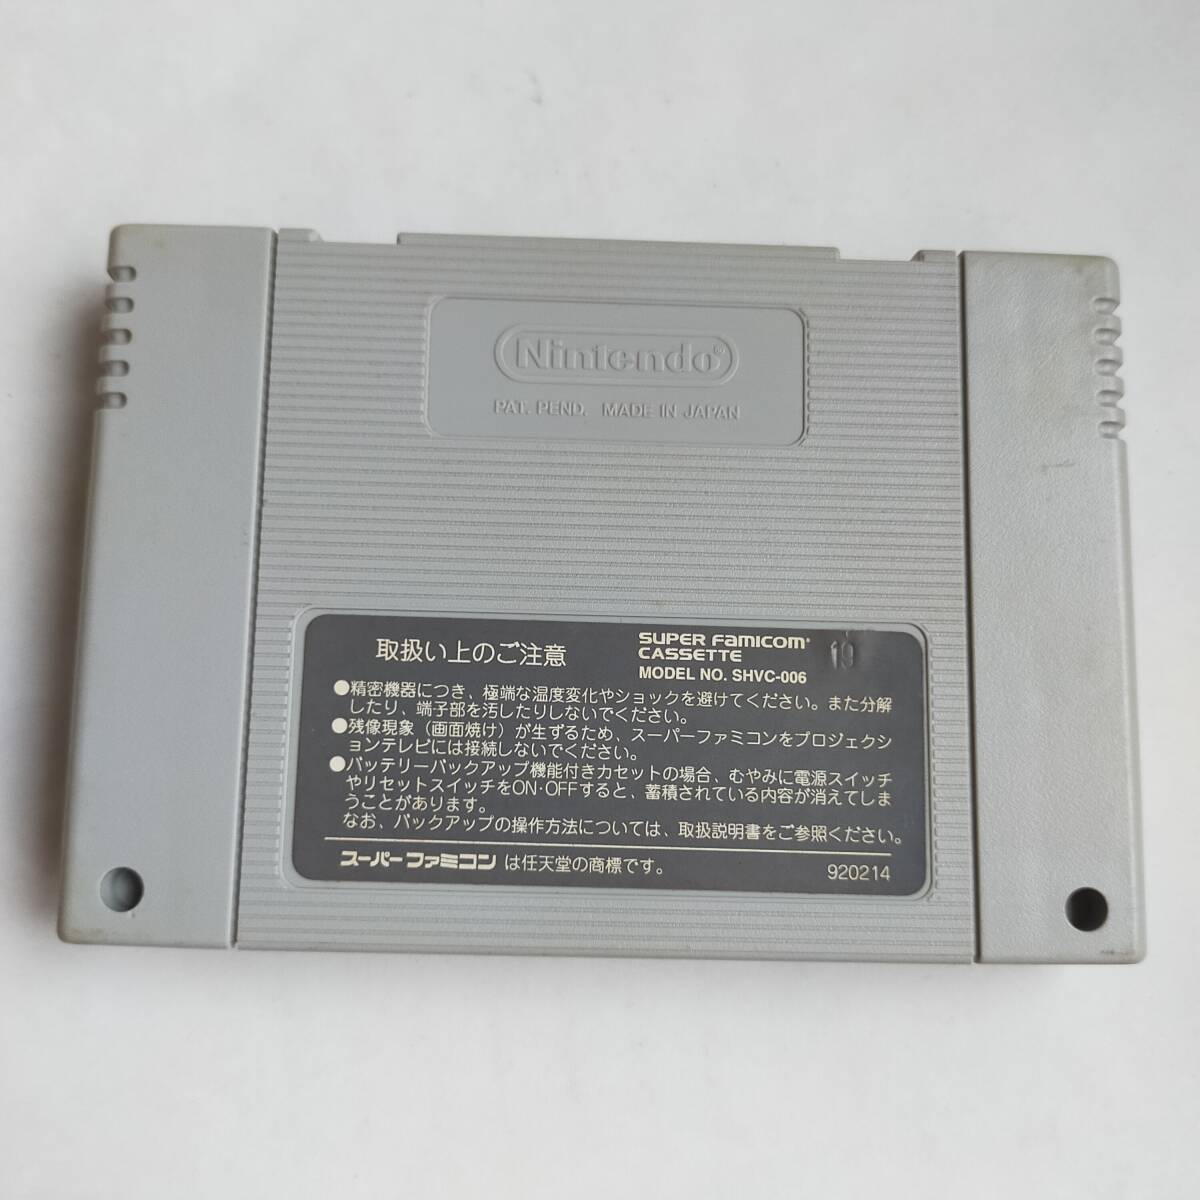 Nintendo®
PAT. PEND. MADE IN JAPAN
取扱い上のご注意
SUPER FAMICOM®
CASSETTE
MODEL NO. SHVC-006
19
●精密機器につき、極端な温度変化やショックを避けてください。また分解
したり、端子部を汚したりしないでください。
●残像現象（画面焼け）が生ずるため、スーパーファミコンをプロジェクシ
ョンテレビには接続しないでください。
●バッテリーバックアップ機能付きカセットの場合、むやみに電源スイッチ
やリセットスイッチをON·OFFすると、蓄積されている内容が消えてしま
うことがあります。
なお、バックアップの操作方法については、取扱説明書をご参照ください。
スーパーファミコンは任天堂の商標です。
920214